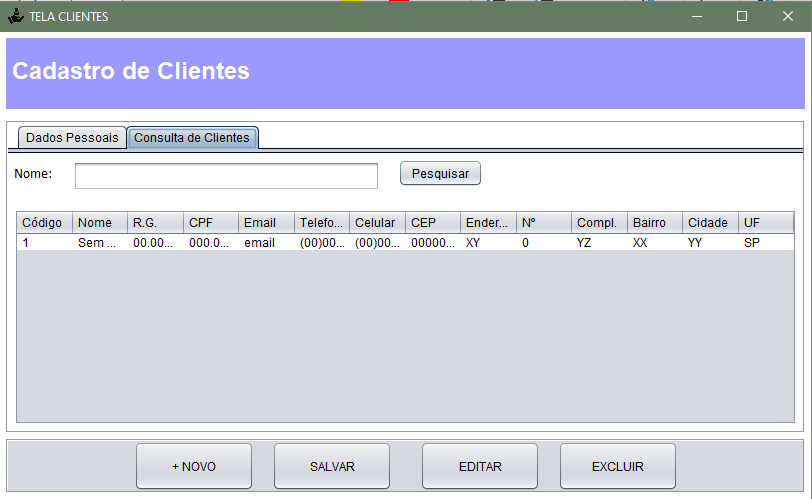 TELA CLIENTES
Cadastro de Clientes
Dados Pessoais Consulta de Clientes
Nome: Pesquisar
Código Nome R.G. CPF Email Telefo... Celular CEP Ender... Nº Compl. Bairro Cidade UF
1 Sem ... 00.00... 000.0... email (00)00... (00)00... 00000... XY 0 YZ XX YY SP
+ NOVO SALVAR EDITAR EXCLUIR